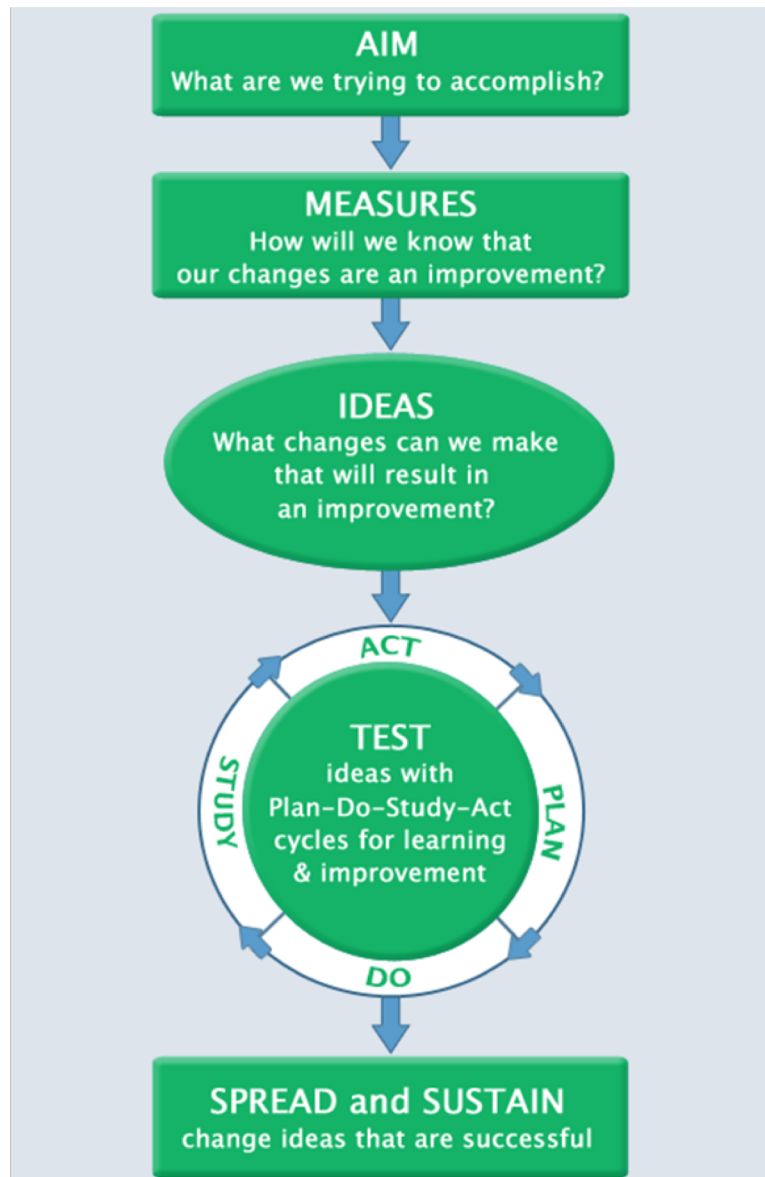 AIM
What are we trying to accomplish?
MEASURES
How will we know that
our changes are an improvement?
IDEAS
What changes can we make
that will result in
an improvement?
ACT
PLAN
DO
STUDY
TEST
ideas with
Plan-Do-Study-Act
cycles for learning
& improvement
SPREAD and SUSTAIN
change ideas that are successful